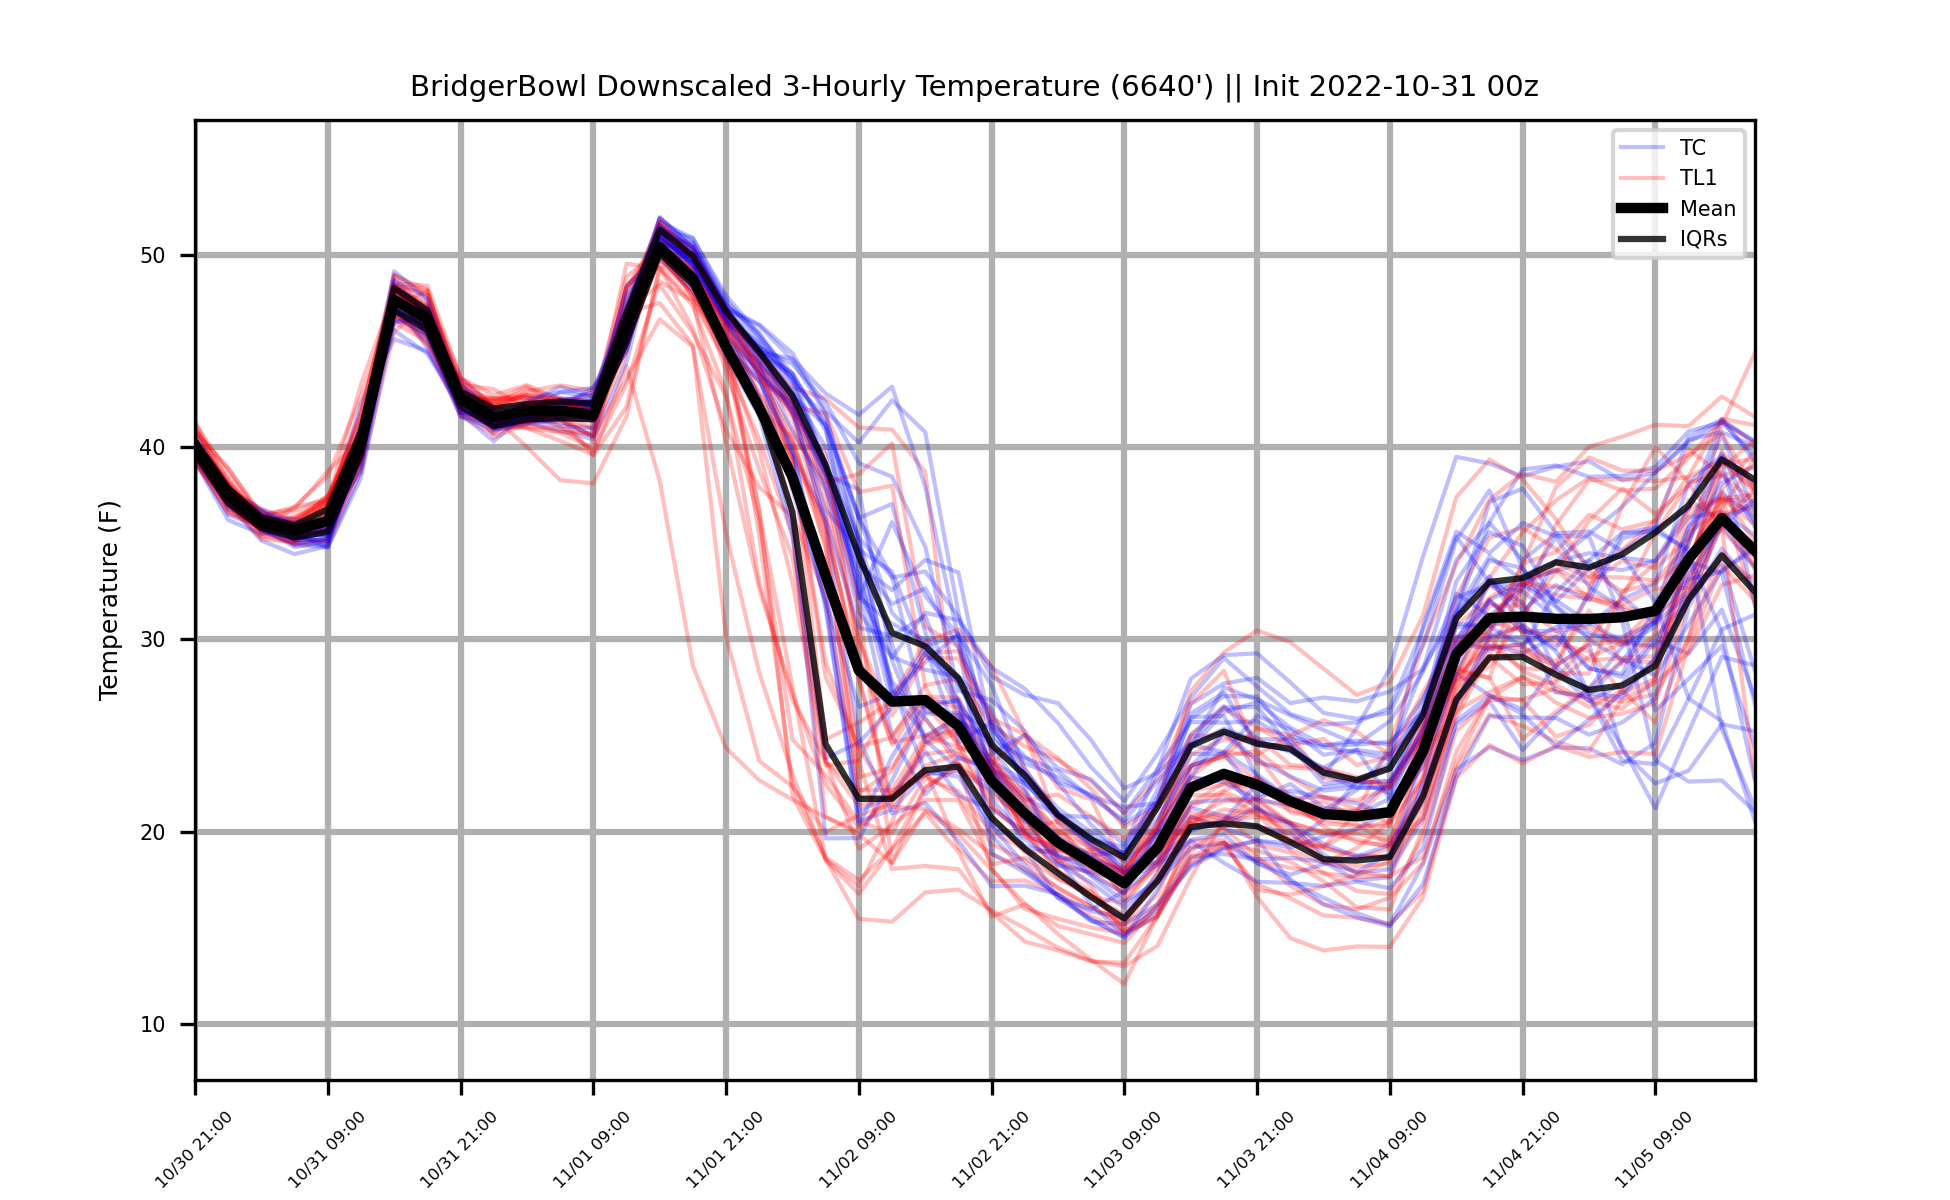 BridgerBowl Downscaled 3-Hourly Temperature (6640') || Init 2022-10-31 00z
TC
TL1
Mean
IQRs
Temperature (F)
50
40
30
20
10
10/30 21:00
10/31 09:00
10/31 21:00
11/01 09:00
11/01 21:00
11/02 09:00
11/02 21:00
11/03 09:00
11/03 21:00
11/04 09:00
11/04 21:00
11/05 09:00